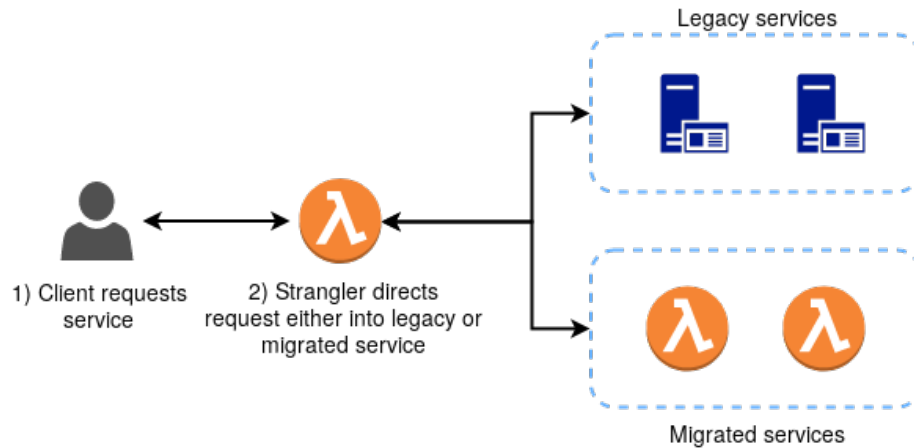 Legacy services
1) Client requests
service
2) Strangler directs
request either into legacy or
migrated service
Migrated services